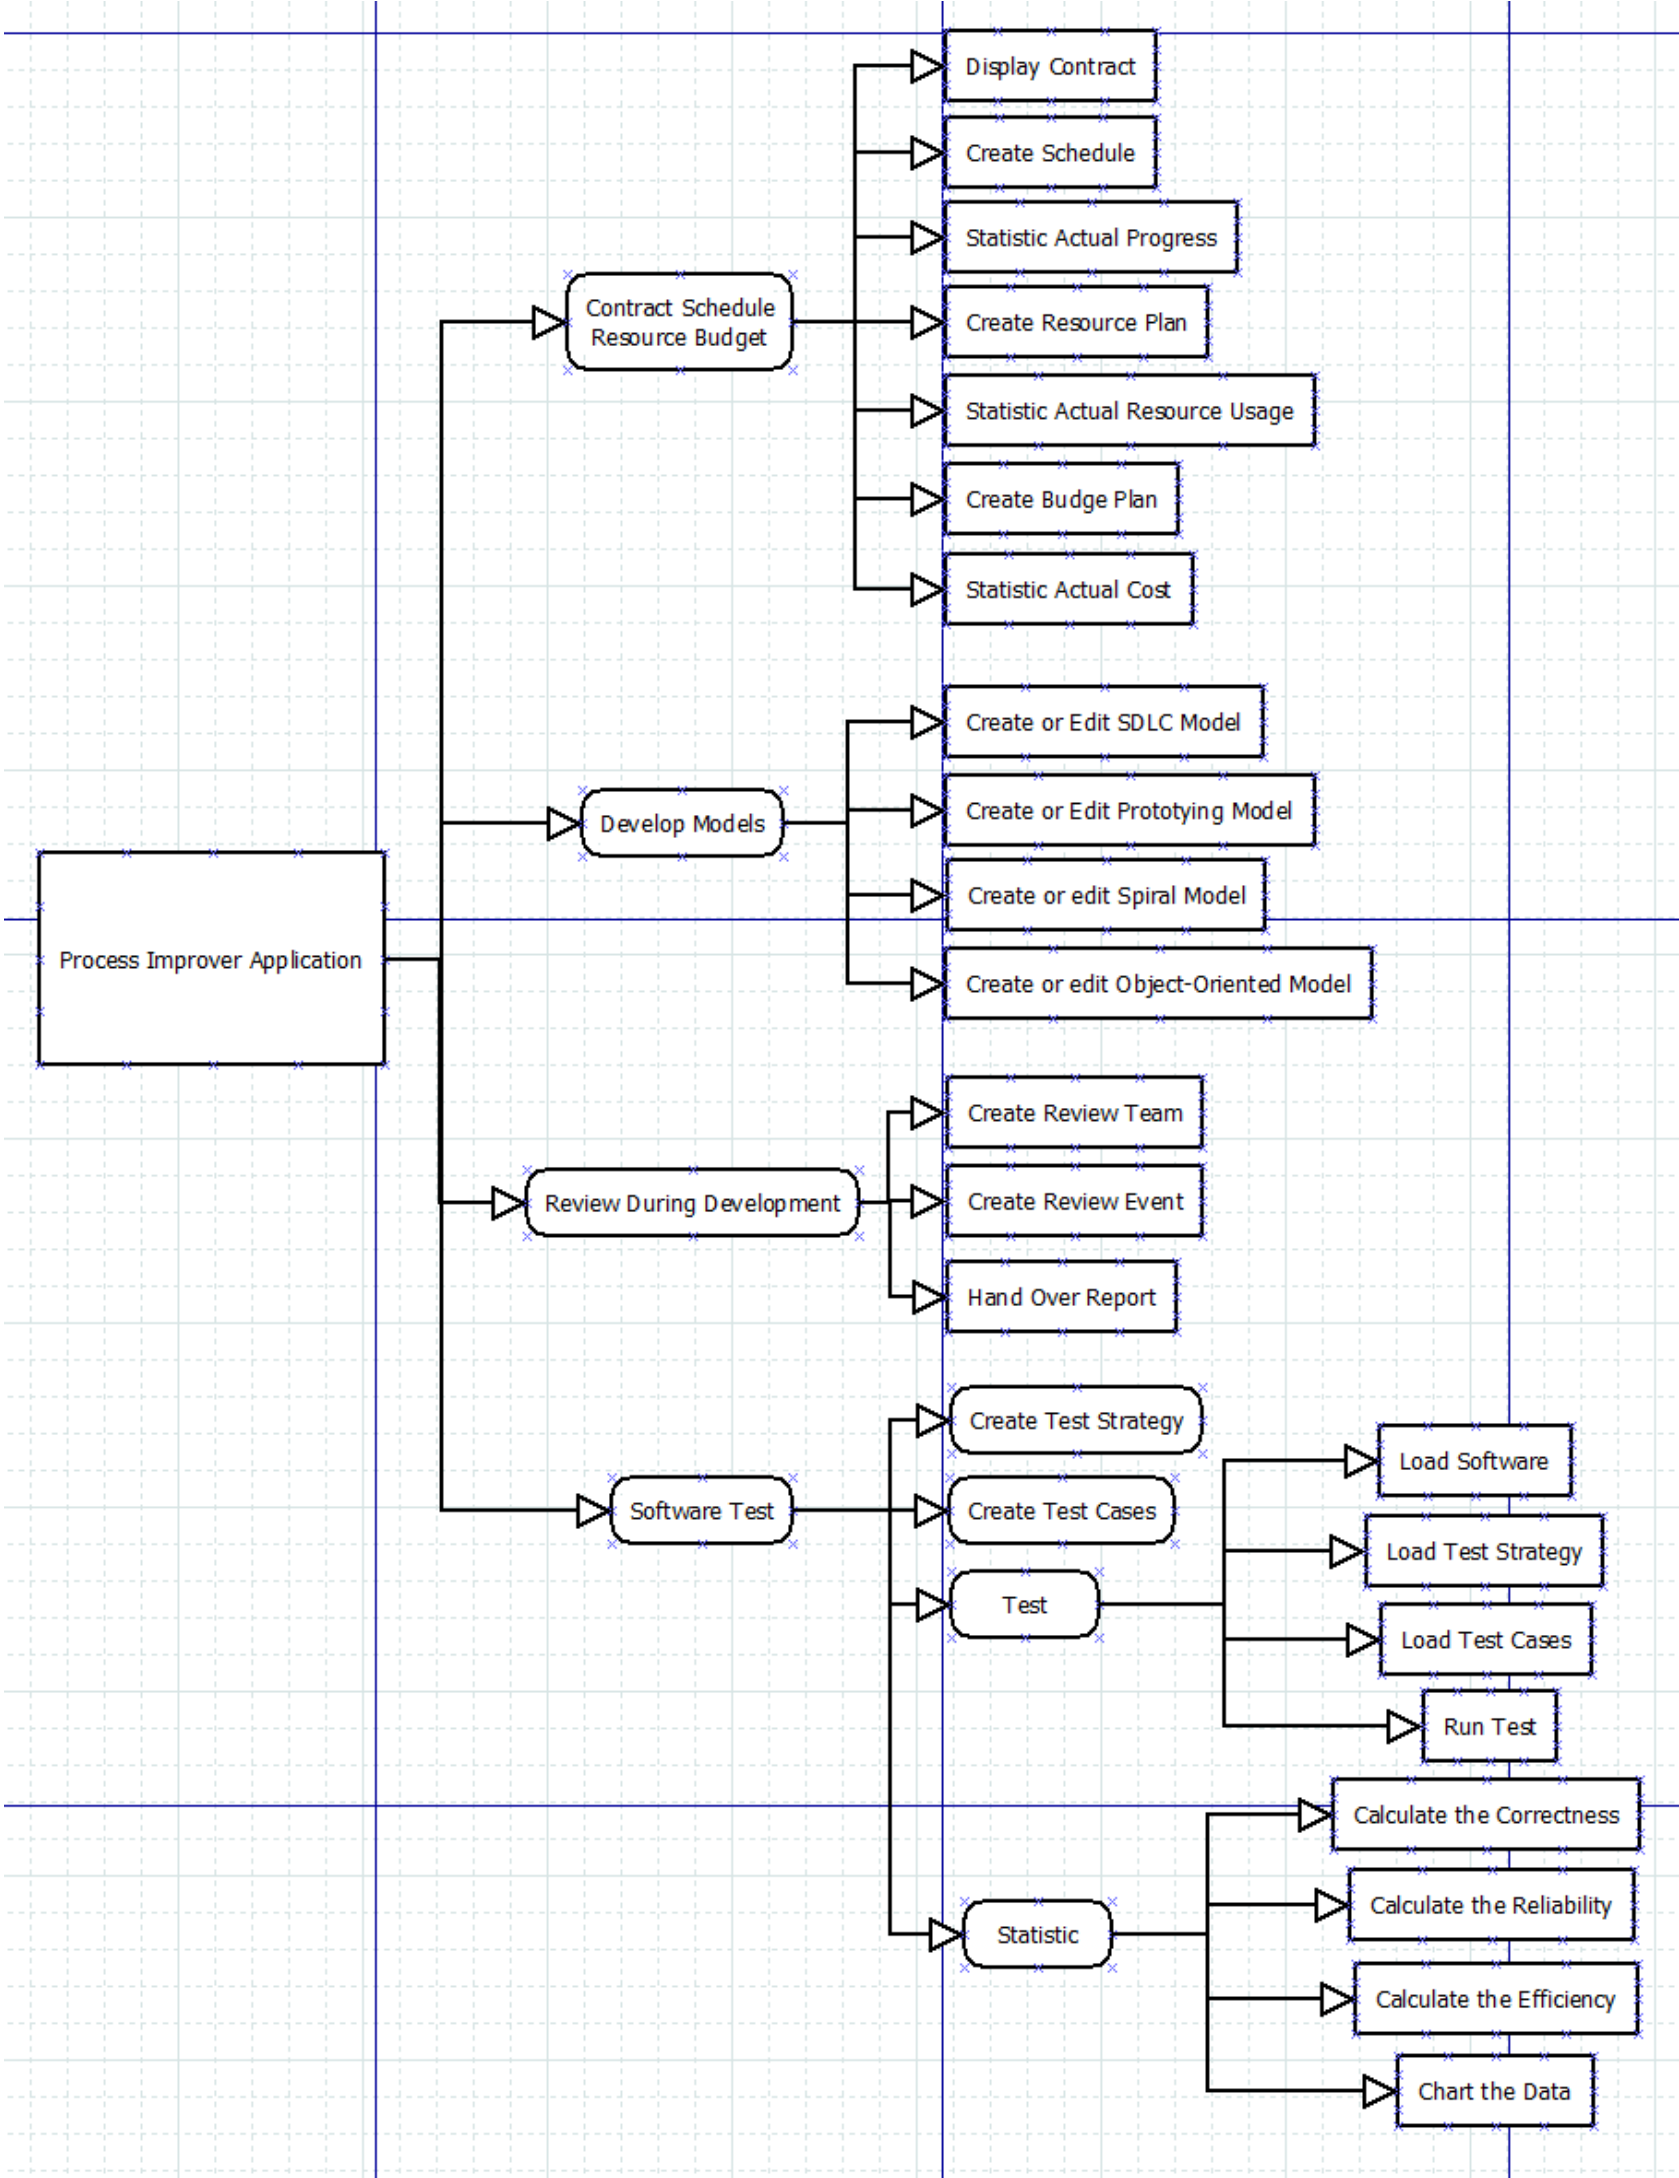 Display Contract
Create Schedule
Statistic Actual Progress
Contract Schedule
Resource Budget
Create Resource Plan
Statistic Actual Resource Usage
Create Budge Plan
Statistic Actual Cost
Create or Edit SDLC Model
Develop Models
Create or Edit Prototying Model
Create or edit Spiral Model
Process Improver Application
Create or edit Object-Oriented Model
Create Review Team
Review During Development
Create Review Event
Hand Over Report
Create Test Strategy
Load Software
Software Test
Create Test Cases
Load Test Strategy
Test
Load Test Cases
Run Test
Calculate the Correctness
Calculate the Reliability
Statistic
Calculate the Efficiency
Chart the Data